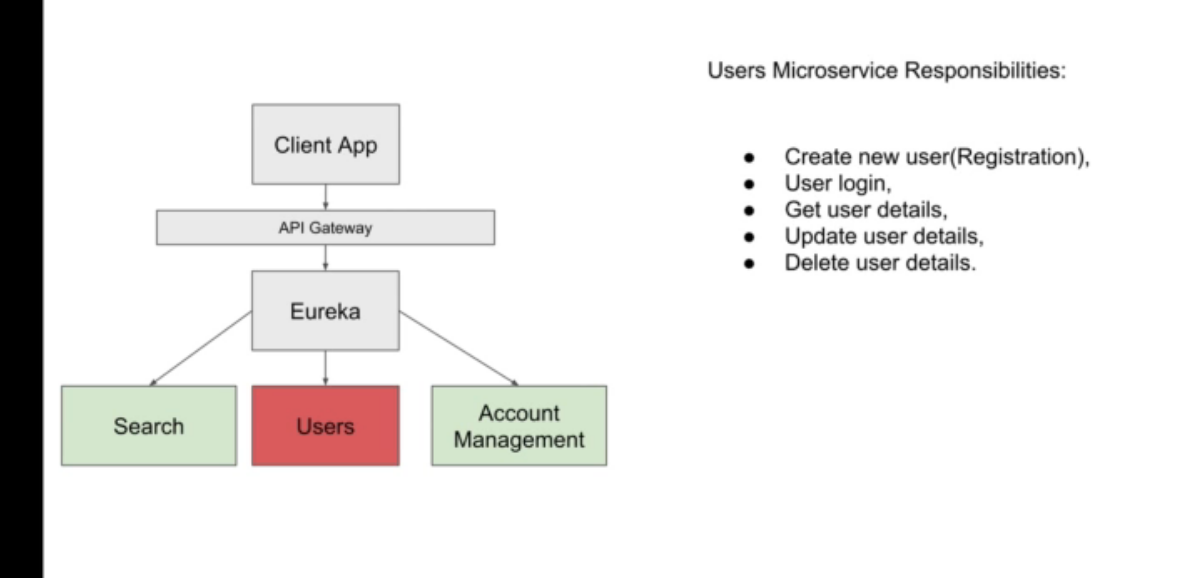 Users Microservice Responsibilities:
Client App
API Gateway
Eureka
Search
Users
Account
Management
● Create new user(Registration),
● User login,
● Get user details,
● Update user details,
● Delete user details.